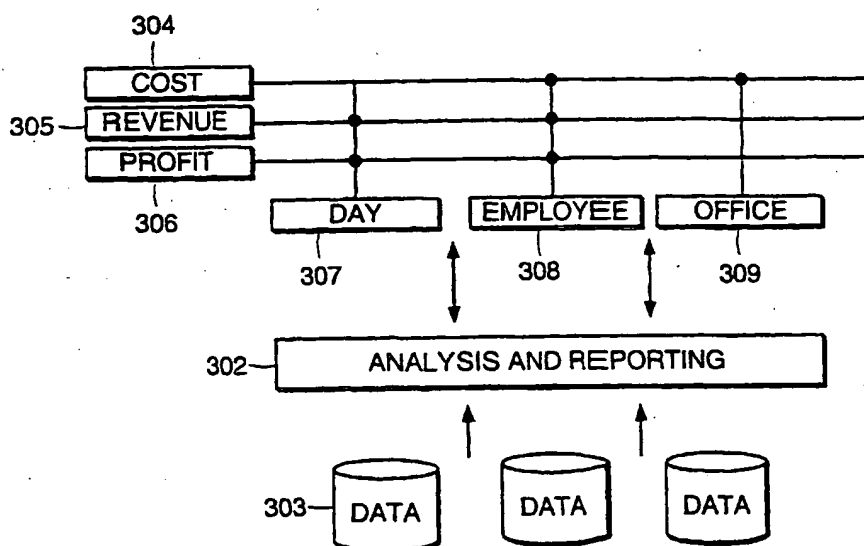 304
COST
305 REVENUE
PROFIT
306
DAY EMPLOYEE OFFICE
307 308 309
302 ANALYSIS AND REPORTING
303 DATA DATA DATA